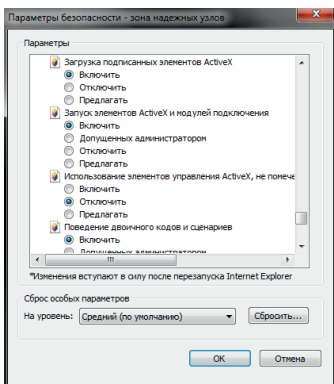 Параметры безопасности - зона надежных узлов
Параметры
Загрузка подписанных элементов ActiveX
Включить
Отключить
Предлагать
Запуск элементов ActiveX и модулей подключения
Включить
Допущенных администратором
Отключить
Предлагать
Использование элементов управления ActiveX, не помече
Включить
Отключить
Предлагать
Поведение двоичного кодов и сценариев
Включить
Допущенных администратором
*Изменения вступают в силу после перезапуска Internet Explorer
Сброс особых параметров
На уровень: Средний (по умолчанию) Сбросить...
OK Отмена